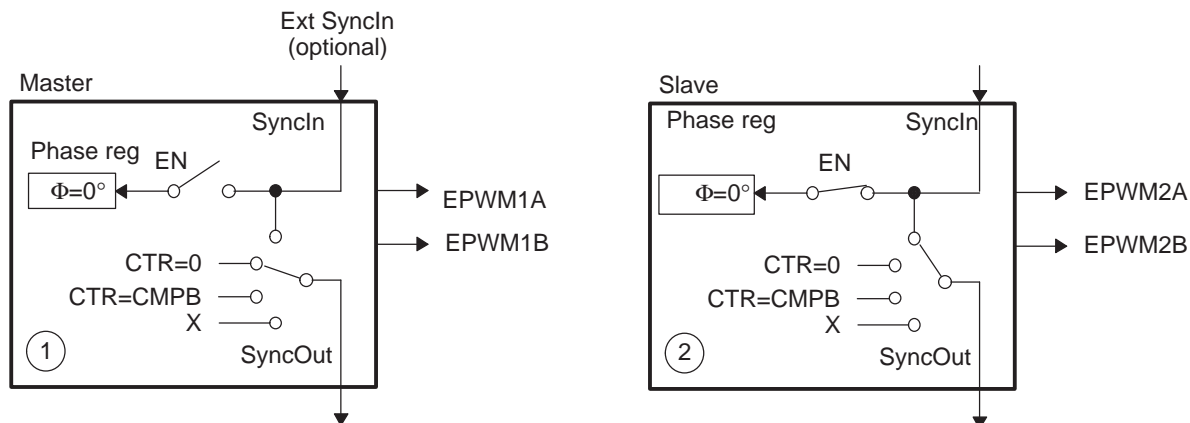 Ext SyncIn
(optional)
Master
SyncIn
Phase reg
EN
Φ=0°
EPWM1A
EPWM1B
CTR=0
CTR=CMPB
X
1
SyncOut
Slave
Phase reg
SyncIn
EN
Φ=0°
EPWM2A
EPWM2B
CTR=0
CTR=CMPB
X
2
SyncOut